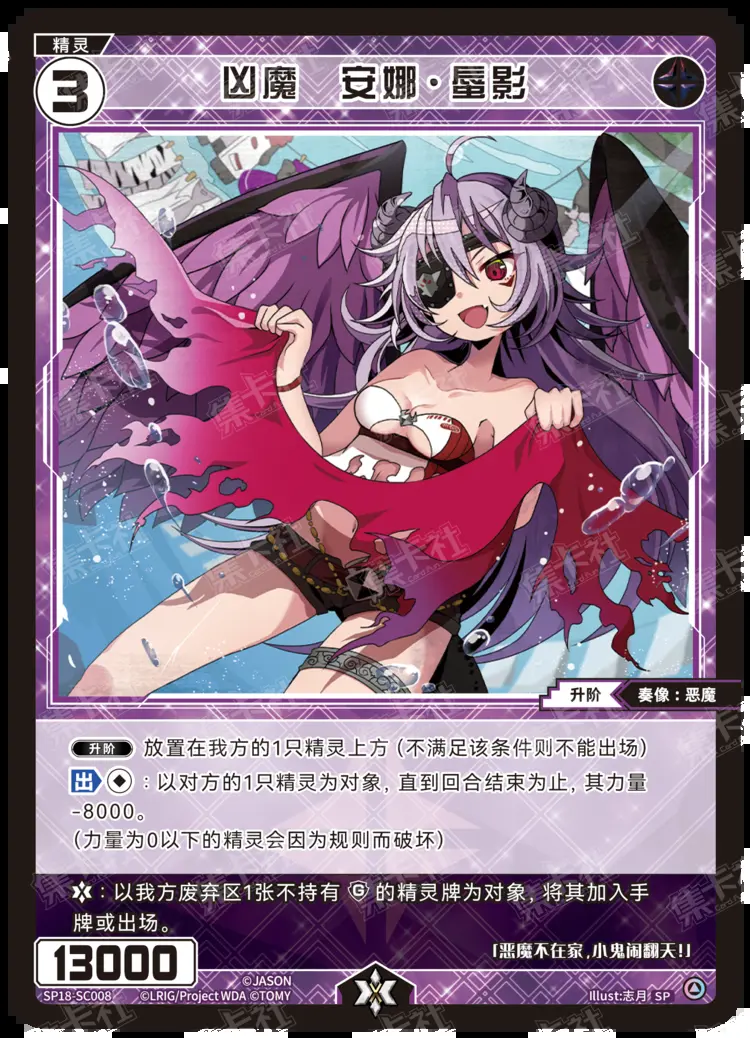 精灵
3
凶魔 安娜·蜃影
升阶 奏像：恶魔
升阶 放置在我方的1只精灵上方（不满足该条件则不能出场）
出：以对方的1只精灵为对象，直到回合结束为止，其力量
-8000。
（力量为0以下的精灵会因为规则而破坏）
：以我方废弃区1张不持有 G 的精灵牌为对象，将其加入手
牌或出场。
「恶魔不在家，小鬼闹翻天！」
13000
©JASON
SP18-SC008 ©LRIG/Project WDA ©TOMY Illust:志月 SP
集卡社